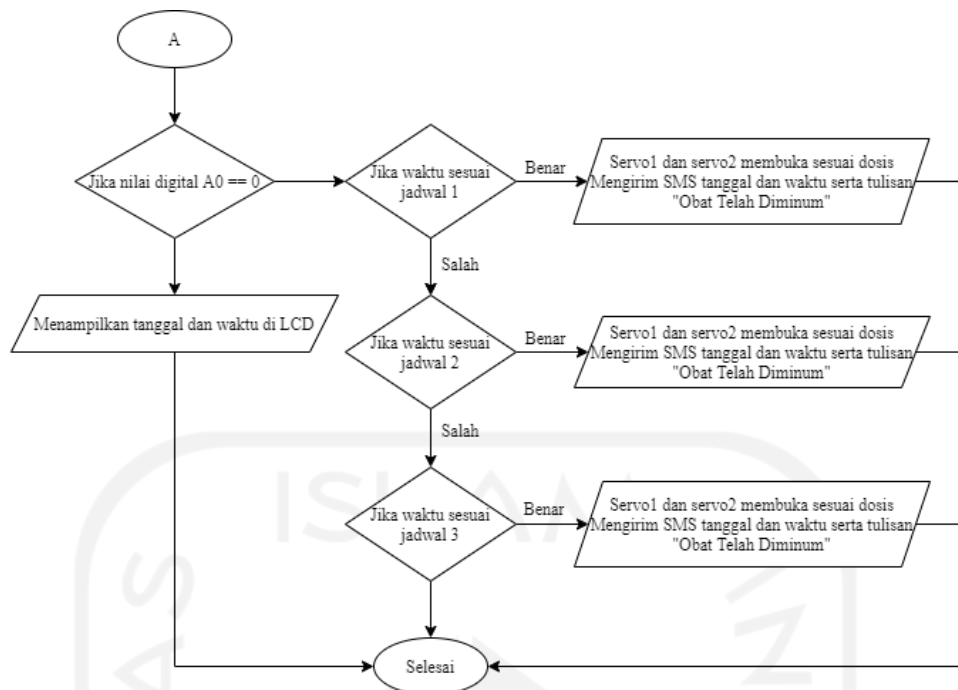 A
Jika nilai digital A0 == 0
Jika waktu sesuai
jadwal 1
Benar
Servo1 dan servo2 membuka sesuai dosis
Mengirim SMS tanggal dan waktu serta tulisan
"Obat Telah Diminum"
Salah
Menampilkan tanggal dan waktu di LCD
Jika waktu sesuai
jadwal 2
Benar
Servo1 dan servo2 membuka sesuai dosis
Mengirim SMS tanggal dan waktu serta tulisan
"Obat Telah Diminum"
Salah
Jika waktu sesuai
jadwal 3
Benar
Servo1 dan servo2 membuka sesuai dosis
Mengirim SMS tanggal dan waktu serta tulisan
"Obat Telah Diminum"
Selesai